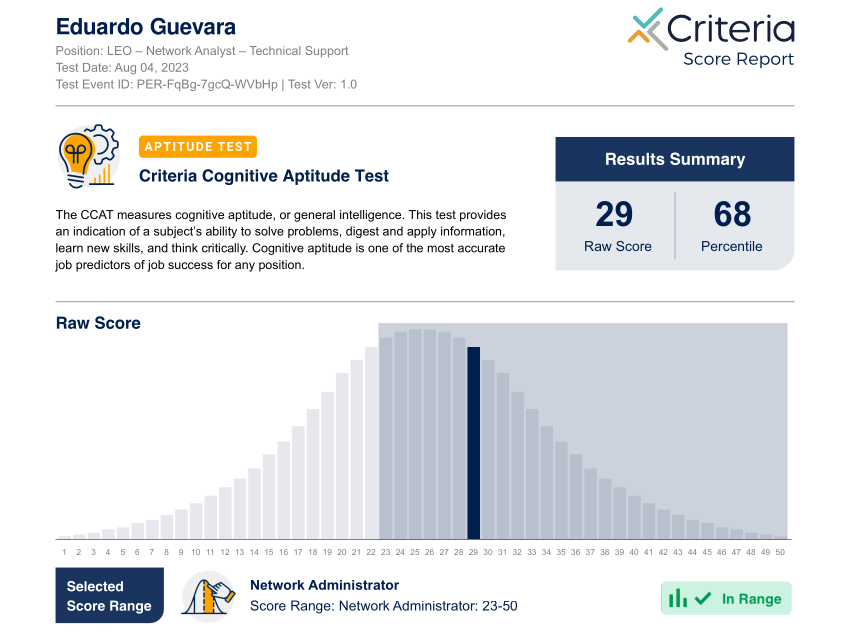 Eduardo Guevara
Position: LEO – Network Analyst – Technical Support
Test Date: Aug 04, 2023
Test Event ID: PER-FqBg-7gcQ-WVbHp | Test Ver: 1.0
Criteria
Score Report
APTITUDE TEST
Criteria Cognitive Aptitude Test
The CCAT measures cognitive aptitude, or general intelligence. This test provides
an indication of a subject's ability to solve problems, digest and apply information,
learn new skills, and think critically. Cognitive aptitude is one of the most accurate
job predictors of job success for any position.
Results Summary
29 68
Raw Score Percentile
Raw Score
1 2 3 4 5 6 7 8 9 10 11 12 13 14 15 16 17 18 19 20 21 22 23 24 25 26 27 28 29 30 31 32 33 34 35 36 37 38 39 40 41 42 43 44 45 46 47 48 49 50
Selected
Score Range
Network Administrator
Score Range: Network Administrator: 23-50
In Range